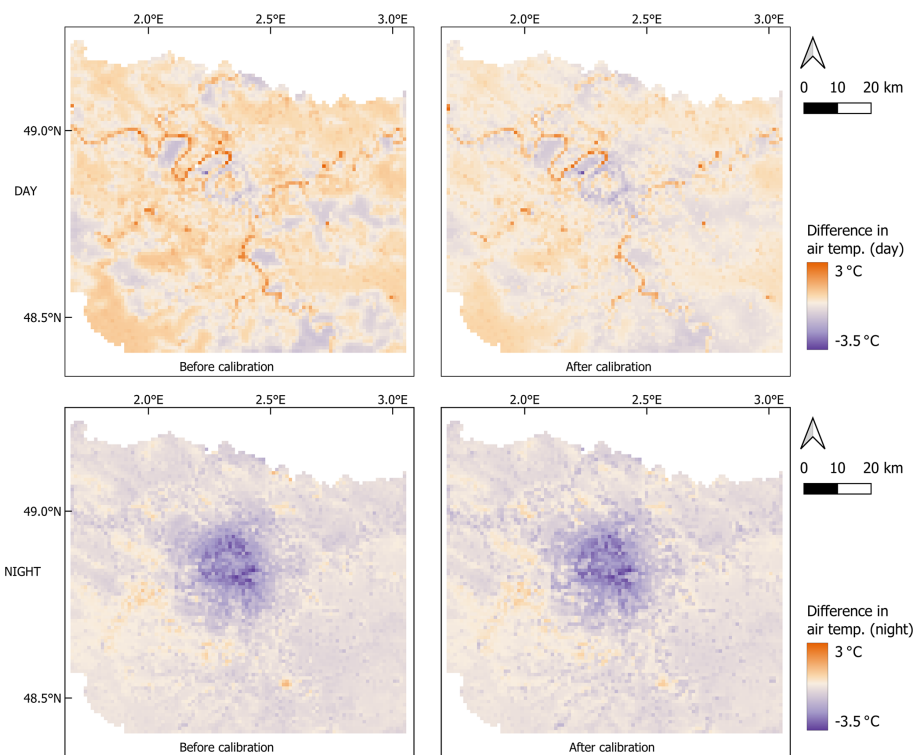 2.0°E 2.5°E 3.0°E 2.0°E 2.5°E 3.0°E
0 10 20 km
49.0°N
DAY
Difference in
air temp. (day)
3 °C
48.5°N
-3.5 °C
Before calibration After calibration
2.0°E 2.5°E 3.0°E 2.0°E 2.5°E 3.0°E
0 10 20 km
49.0°N
NIGHT
Difference in
air temp. (night)
3 °C
48.5°N
-3.5 °C
Before calibration After calibration